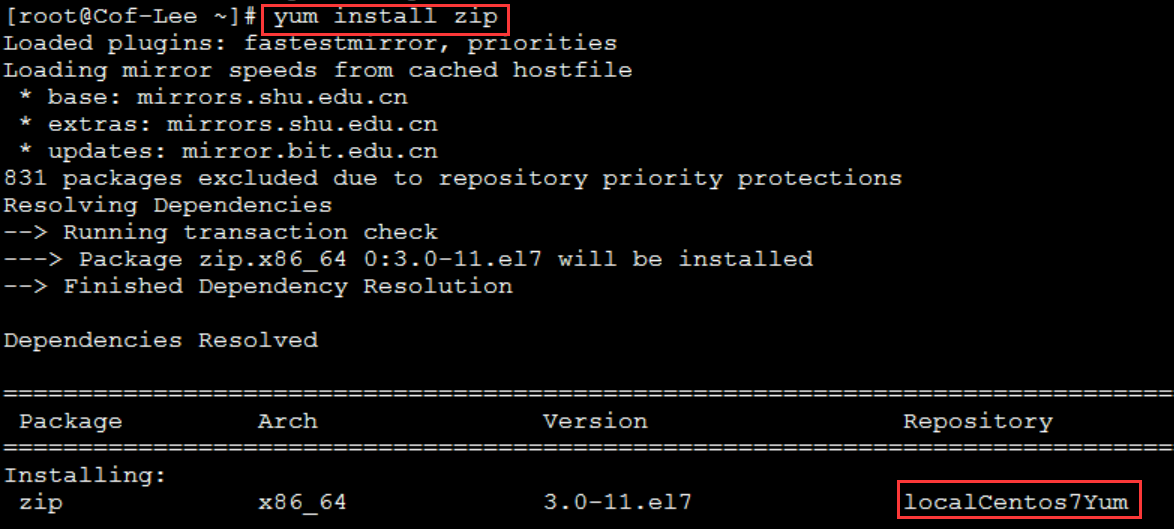 [root@Cof-Lee ~]# yum install zip
Loaded plugins: fastestmirror, priorities
Loading mirror speeds from cached hostfile
 * base: mirrors.shu.edu.cn
 * extras: mirrors.shu.edu.cn
 * updates: mirror.bit.edu.cn
831 packages excluded due to repository priority protections
Resolving Dependencies
--> Running transaction check
---> Package zip.x86_64 0:3.0-11.el7 will be installed
--> Finished Dependency Resolution
Dependencies Resolved
================================================================================
Package Arch Version Repository
================================================================================
Installing:
zip x86_64 3.0-11.el7 localCentos7Yum